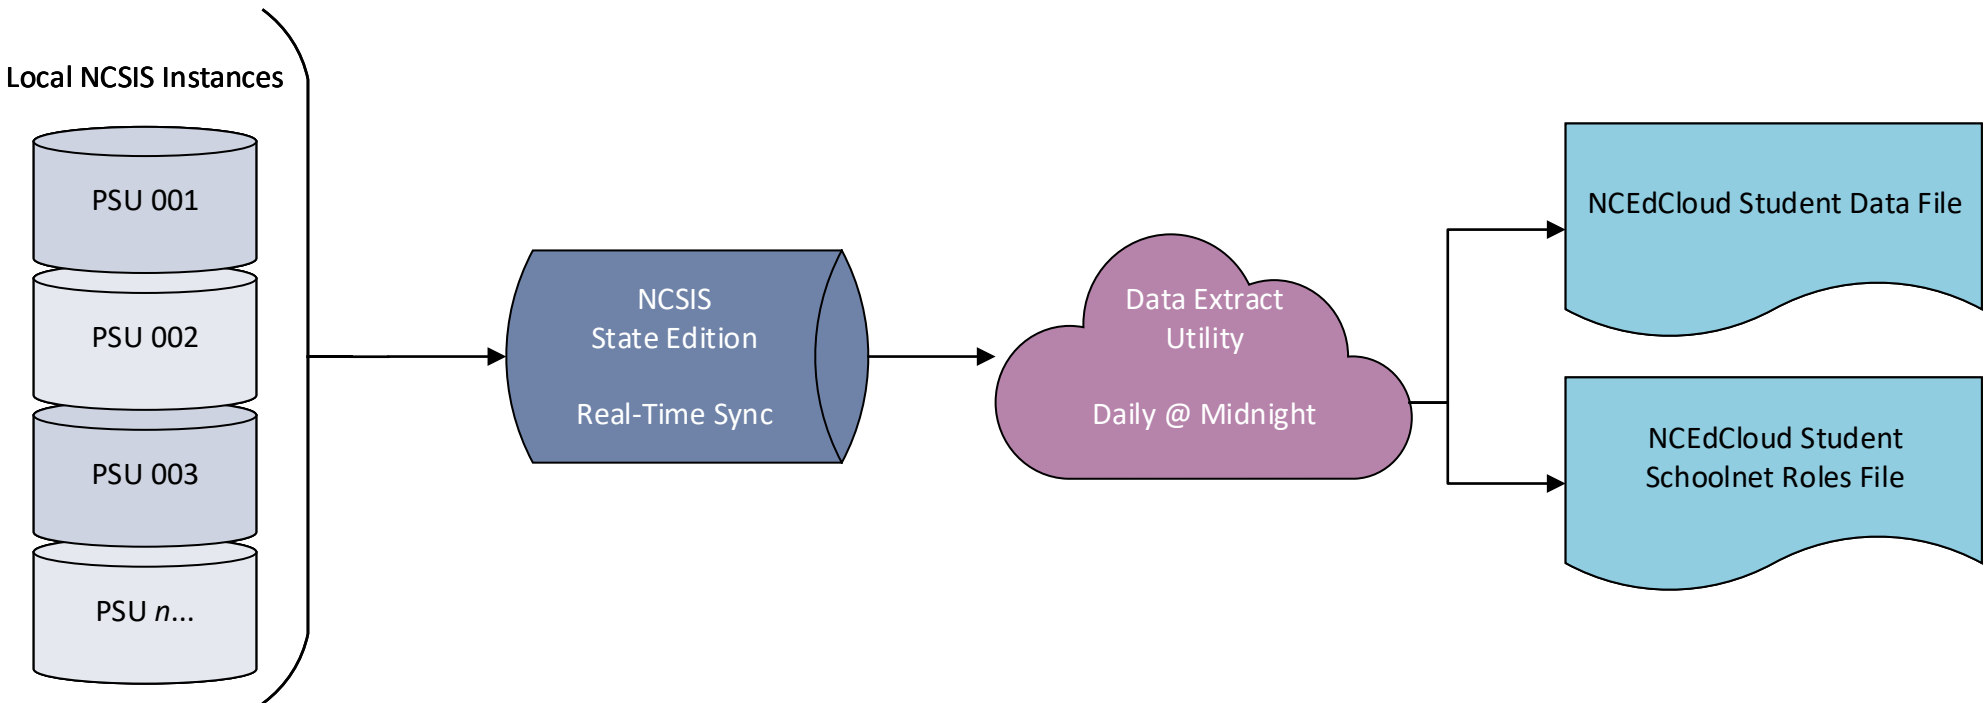 Local NCSIS Instances
PSU 001
PSU 002
PSU 003
PSU n...
NCSIS
State Edition
Real-Time Sync
Data Extract
Utility
Daily @ Midnight
NCEdCloud Student Data File
NCEdCloud Student
Schoolnet Roles File